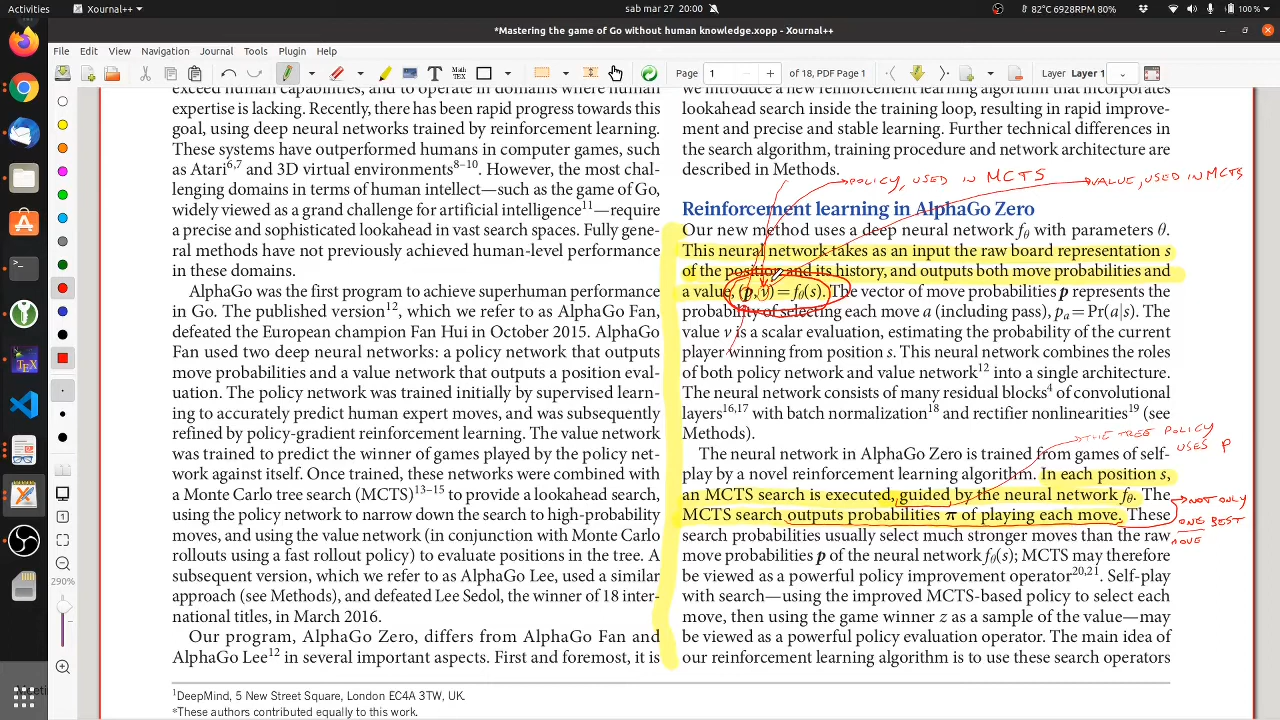 Activities
Xournal++
sab mar 27 20:00
82°C 6928RPM 80%
100 %
*Mastering the game of Go without human knowledge.xopp - Xournal++
File Edit View Navigation Journal Tools Plugin Help
Page 1 of 18, PDF Page 1
Layer Layer 1
290%
exceed human capabilities, and to operate in domains where human
expertise is lacking. Recently, there has been rapid progress towards this
goal, using deep neural networks trained by reinforcement learning.
These systems have outperformed humans in computer games, such
as Atari6,7 and 3D virtual environments8–10. However, the most chal-
lenging domains in terms of human intellect—such as the game of Go,
widely viewed as a grand challenge for artificial intelligence11—require
a precise and sophisticated lookahead in vast search spaces. Fully gene-
ral methods have not previously achieved human-level performance
in these domains.
AlphaGo was the first program to achieve superhuman performance
in Go. The published version12, which we refer to as AlphaGo Fan,
defeated the European champion Fan Hui in October 2015. AlphaGo
Fan used two deep neural networks: a policy network that outputs
move probabilities and a value network that outputs a position eval-
uation. The policy network was trained initially by supervised learn-
ing to accurately predict human expert moves, and was subsequently
refined by policy-gradient reinforcement learning. The value network
was trained to predict the winner of games played by the policy net-
work against itself. Once trained, these networks were combined with
a Monte Carlo tree search (MCTS)13–15 to provide a lookahead search,
using the policy network to narrow down the search to high-probability
moves, and using the value network (in conjunction with Monte Carlo
rollouts using a fast rollout policy) to evaluate positions in the tree. A
subsequent version, which we refer to as AlphaGo Lee, used a similar
approach (see Methods), and defeated Lee Sedol, the winner of 18 inter-
national titles, in March 2016.
Our program, AlphaGo Zero, differs from AlphaGo Fan and
AlphaGo Lee12 in several important aspects. First and foremost, it is
we introduce a new reinforcement learning algorithm that incorporates
lookahead search inside the training loop, resulting in rapid improve-
ment and precise and stable learning. Further technical differences in
the search algorithm, training procedure and network architecture are
described in Methods.
POLICY, USED IN MCTS
VALUE, USED IN MCTS
Reinforcement learning in AlphaGo Zero
Our new method uses a deep neural network fθ with parameters θ.
This neural network takes as an input the raw board representation s
of the position and its history, and outputs both move probabilities and
a value, (p, v) = fθ(s). The vector of move probabilities p represents the
probability of selecting each move a (including pass), pa = Pr(a|s). The
value v is a scalar evaluation, estimating the probability of the current
player winning from position s. This neural network combines the roles
of both policy network and value network12 into a single architecture.
The neural network consists of many residual blocks4 of convolutional
layers16,17 with batch normalization18 and rectifier nonlinearities19 (see
Methods).
THE TREE POLICY
USES P
The neural network in AlphaGo Zero is trained from games of self-
play by a novel reinforcement learning algorithm. In each position s,
an MCTS search is executed, guided by the neural network fθ. The
MCTS search outputs probabilities π of playing each move. These
NOT ONLY
ONE BEST
MOVE
search probabilities usually select much stronger moves than the raw
move probabilities p of the neural network fθ(s); MCTS may therefore
be viewed as a powerful policy improvement operator20,21. Self-play
with search—using the improved MCTS-based policy to select each
move, then using the game winner z as a sample of the value—may
be viewed as a powerful policy evaluation operator. The main idea of
our reinforcement learning algorithm is to use these search operators
1DeepMind, 5 New Street Square, London EC4A 3TW, UK.
*These authors contributed equally to this work.